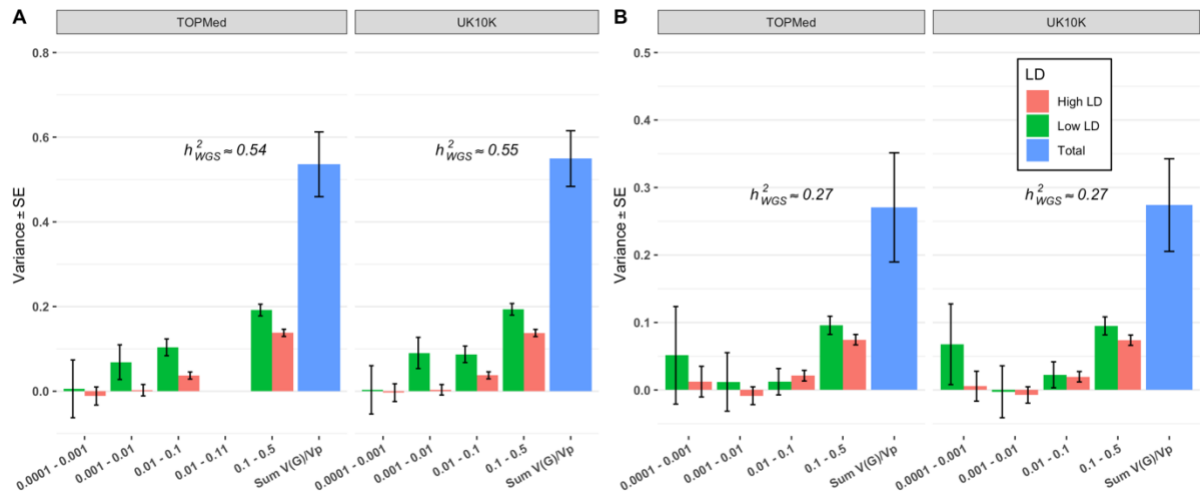 A
TOPMed
UK10K
Variance ± SE
0.8
0.6
0.4
0.2
0.0
h²WGS ≈ 0.54
h²WGS ≈ 0.55
0.0001 - 0.001
0.001 - 0.01
0.01 - 0.1
0.01 - 0.11
0.1 - 0.5
Sum V(G)/Vp
0.0001 - 0.001
0.001 - 0.01
0.01 - 0.1
0.1 - 0.5
Sum V(G)/Vp
B
TOPMed
UK10K
Variance ± SE
0.5
0.4
0.3
0.2
0.1
0.0
LD
High LD
Low LD
Total
h²WGS ≈ 0.27
h²WGS ≈ 0.27
0.0001 - 0.001
0.001 - 0.01
0.01 - 0.1
0.1 - 0.5
Sum V(G)/Vp
0.0001 - 0.001
0.001 - 0.01
0.01 - 0.1
0.1 - 0.5
Sum V(G)/Vp